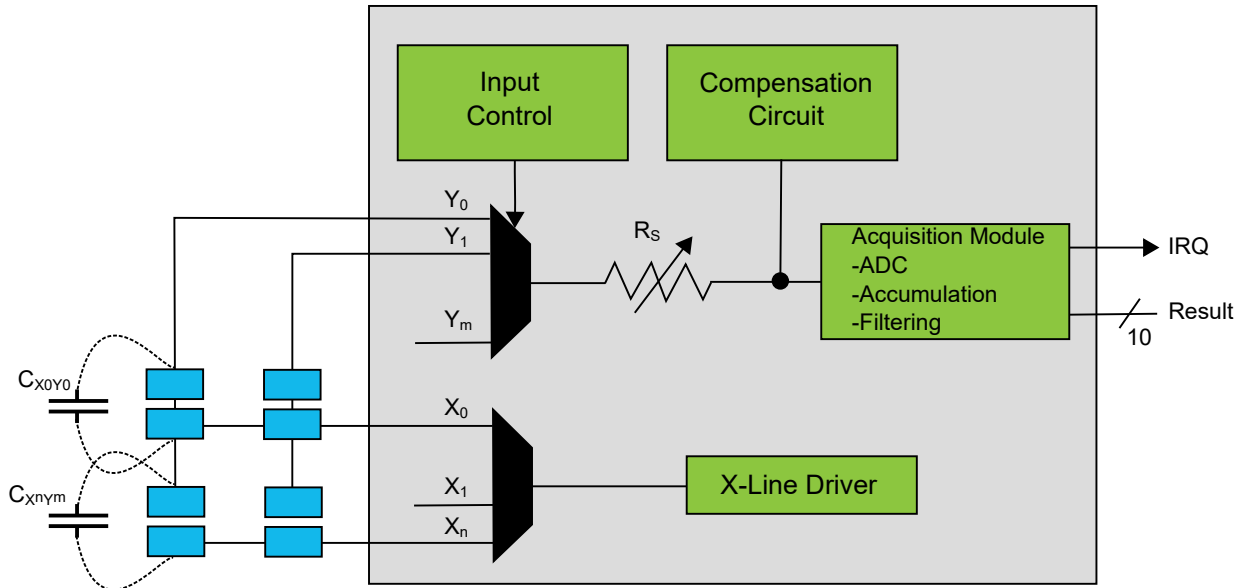 Input
Control
Compensation
Circuit
Y0
Y1
Ym
RS
Acquisition Module
-ADC
-Accumulation
-Filtering
IRQ
Result
10
CX0Y0
CXnYm
X0
X1
Xn
X-Line Driver